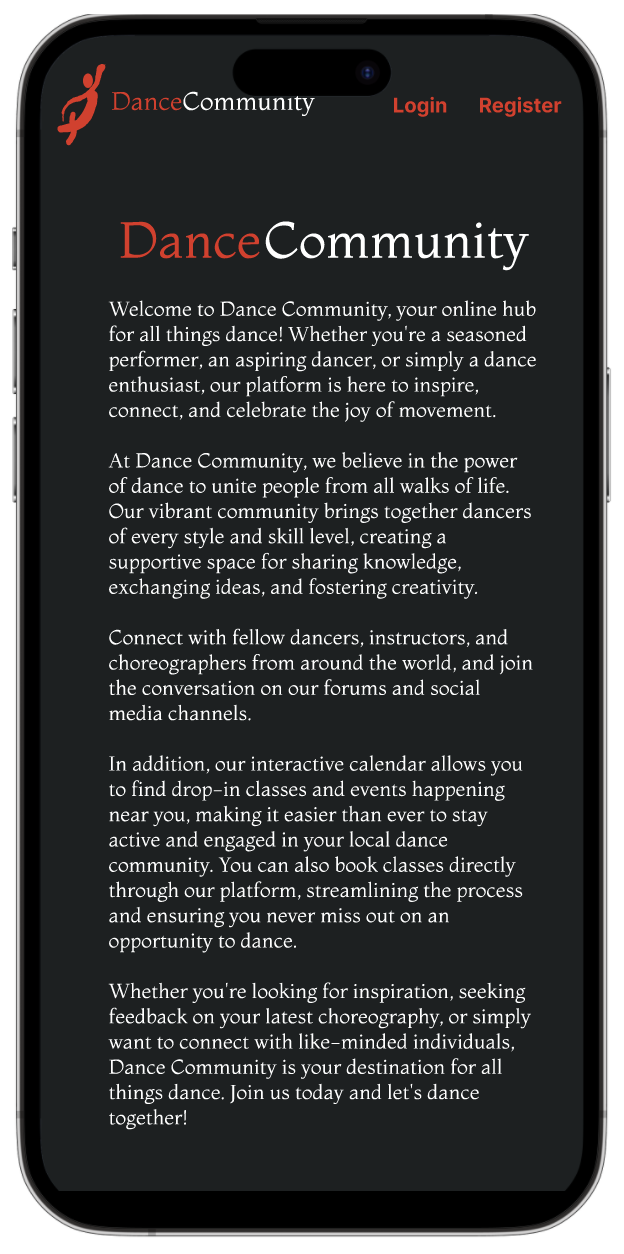 DanceCommunity
Login Register
DanceCommunity
Welcome to Dance Community, your online hub
for all things dance! Whether you're a seasoned
performer, an aspiring dancer, or simply a dance
enthusiast, our platform is here to inspire,
connect, and celebrate the joy of movement.
At Dance Community, we believe in the power
of dance to unite people from all walks of life.
Our vibrant community brings together dancers
of every style and skill level, creating a
supportive space for sharing knowledge,
exchanging ideas, and fostering creativity.
Connect with fellow dancers, instructors, and
choreographers from around the world, and join
the conversation on our forums and social
media channels.
In addition, our interactive calendar allows you
to find drop-in classes and events happening
near you, making it easier than ever to stay
active and engaged in your local dance
community. You can also book classes directly
through our platform, streamlining the process
and ensuring you never miss out on an
opportunity to dance.
Whether you're looking for inspiration, seeking
feedback on your latest choreography, or simply
want to connect with like-minded individuals,
Dance Community is your destination for all
things dance. Join us today and let's dance
together!